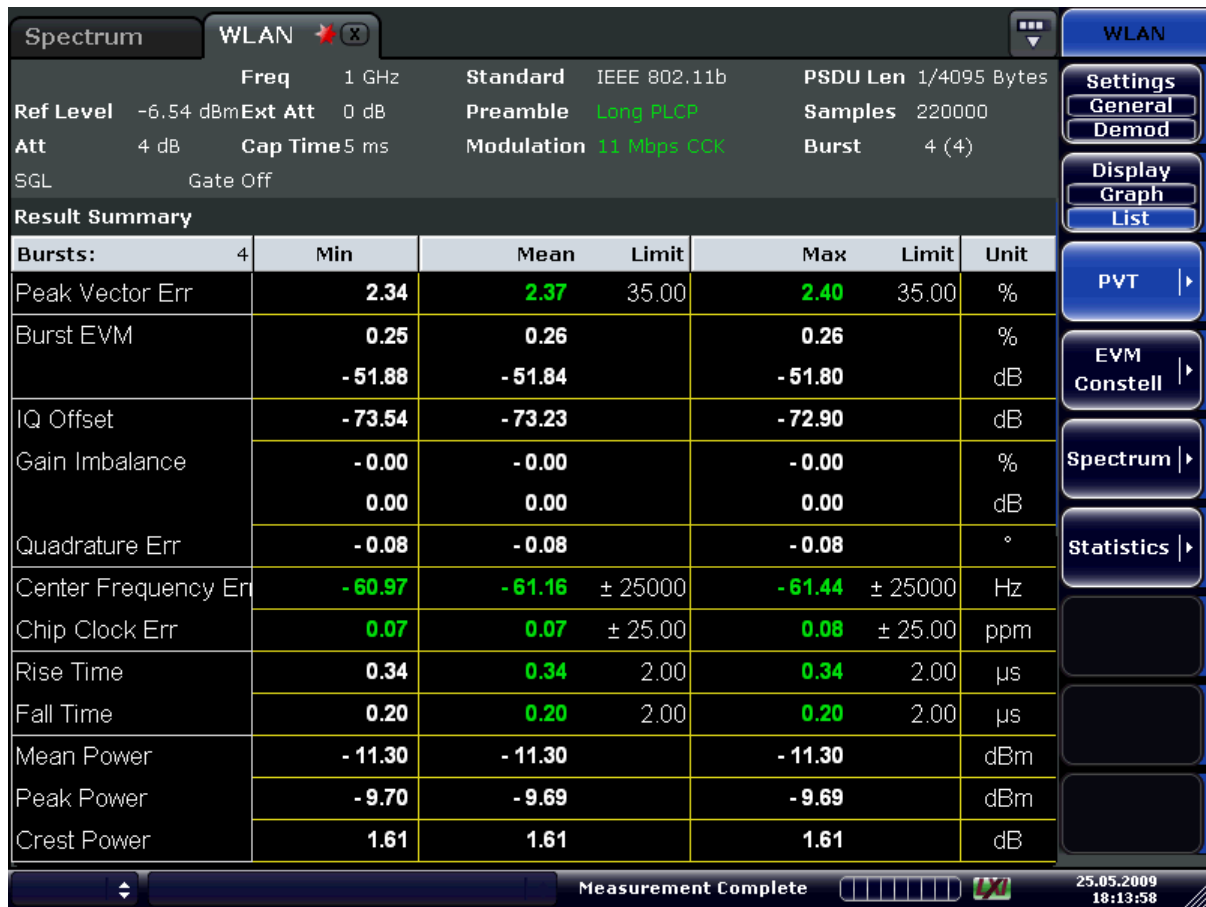 Spectrum WLAN X WLAN
Freq 1 GHz Standard IEEE 802.11b PSDU Len 1/4095 Bytes
Ref Level -6.54 dBm Ext Att 0 dB Preamble Long PLCP Samples 220000
Att 4 dB Cap Time 5 ms Modulation 11 Mbps CCK Burst 4 (4)
SGL Gate Off
Result Summary
Bursts: 4 Min Mean Limit Max Limit Unit
Peak Vector Err 2.34 2.37 35.00 2.40 35.00 %
Burst EVM 0.25 0.26 0.26 %
- 51.88 - 51.84 - 51.80 dB
IQ Offset - 73.54 - 73.23 - 72.90 dB
Gain Imbalance - 0.00 - 0.00 - 0.00 %
0.00 0.00 0.00 dB
Quadrature Err - 0.08 - 0.08 - 0.08 °
Center Frequency Err - 60.97 - 61.16 ± 25000 - 61.44 ± 25000 Hz
Chip Clock Err 0.07 0.07 ± 25.00 0.08 ± 25.00 ppm
Rise Time 0.34 0.34 2.00 0.34 2.00 µs
Fall Time 0.20 0.20 2.00 0.20 2.00 µs
Mean Power - 11.30 - 11.30 - 11.30 dBm
Peak Power - 9.70 - 9.69 - 9.69 dBm
Crest Power 1.61 1.61 1.61 dB
Settings
General
Demod
Display
Graph
List
PVT
EVM
Constell
Spectrum
Statistics
Measurement Complete LXI 25.05.2009
18:13:58